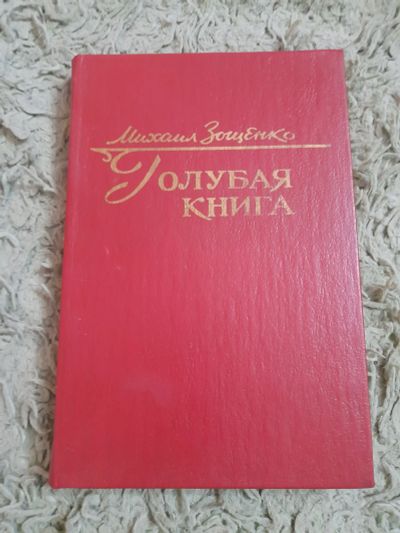 Михаил Зощенко
Голубая
книга